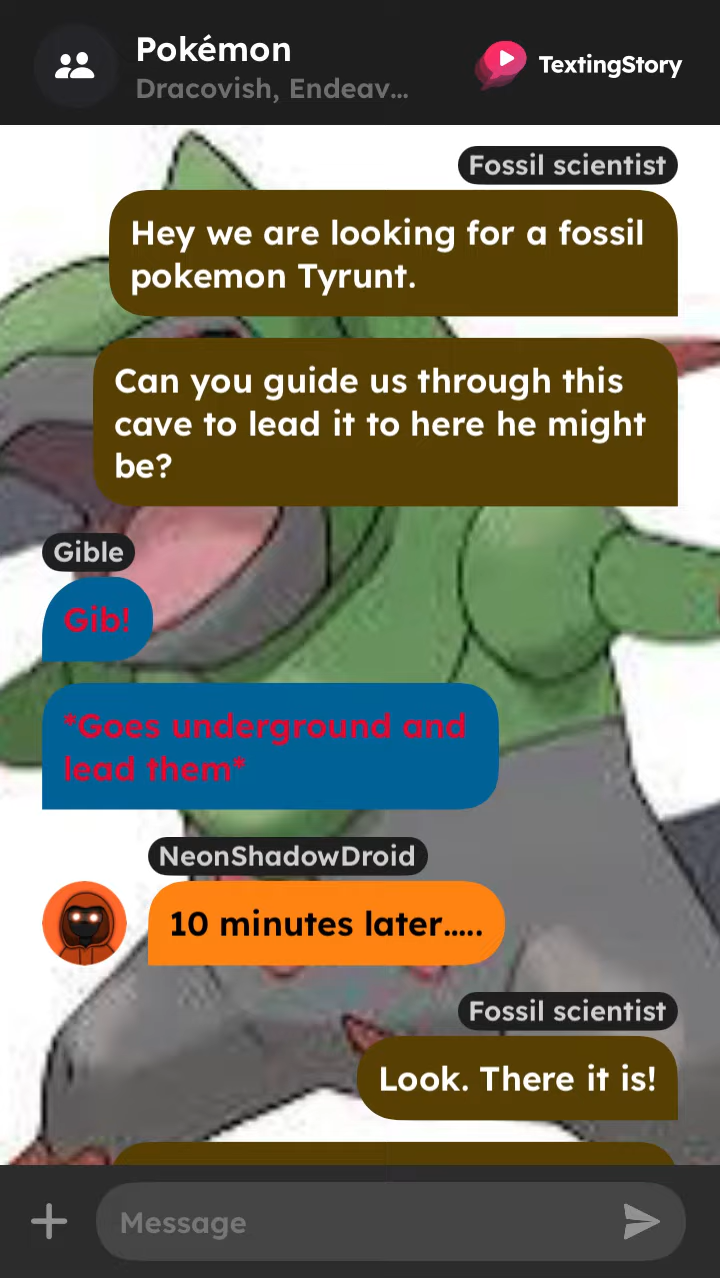 Pokémon
Dracovish, Endeav...
TextingStory
Fossil scientist
Hey we are looking for a fossil
pokemon Tyrunt.
Can you guide us through this
cave to lead it to here he might
be?
Gible
Gib!
*Goes underground and
lead them*
NeonShadowDroid
10 minutes later.....
Fossil scientist
Look. There it is!
Message